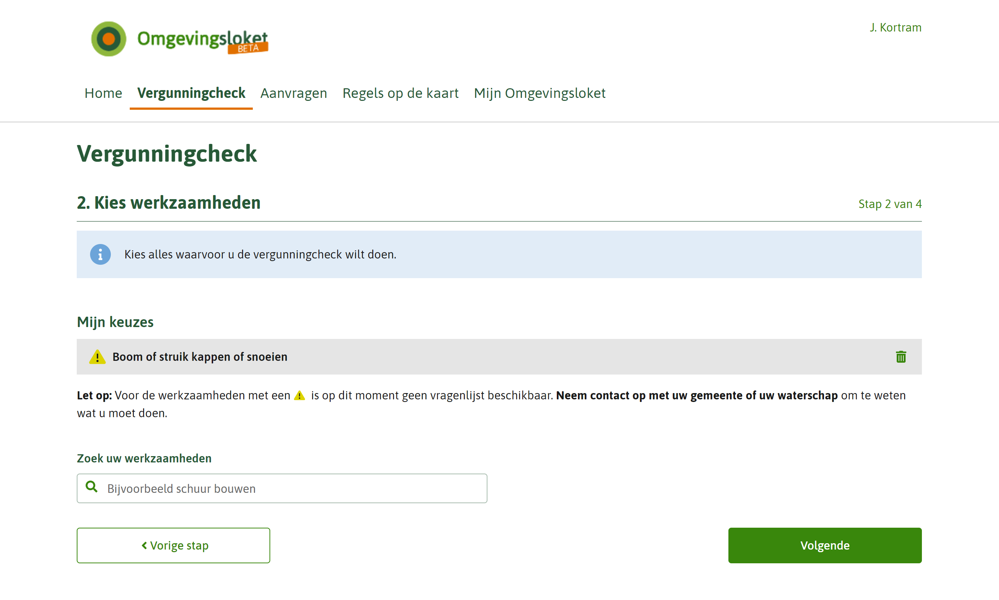 Omgevingsloket
BETA
J. Kortram
Home Vergunningcheck Aanvragen Regels op de kaart Mijn Omgevingsloket
Vergunningcheck
2. Kies werkzaamheden
Stap 2 van 4
Kies alles waarvoor u de vergunningcheck wilt doen.
Mijn keuzes
Boom of struik kappen of snoeien
Let op: Voor de werkzaamheden met een is op dit moment geen vragenlijst beschikbaar. Neem contact op met uw gemeente of uw waterschap om te weten
wat u moet doen.
Zoek uw werkzaamheden
Bijvoorbeeld schuur bouwen
Vorige stap
Volgende